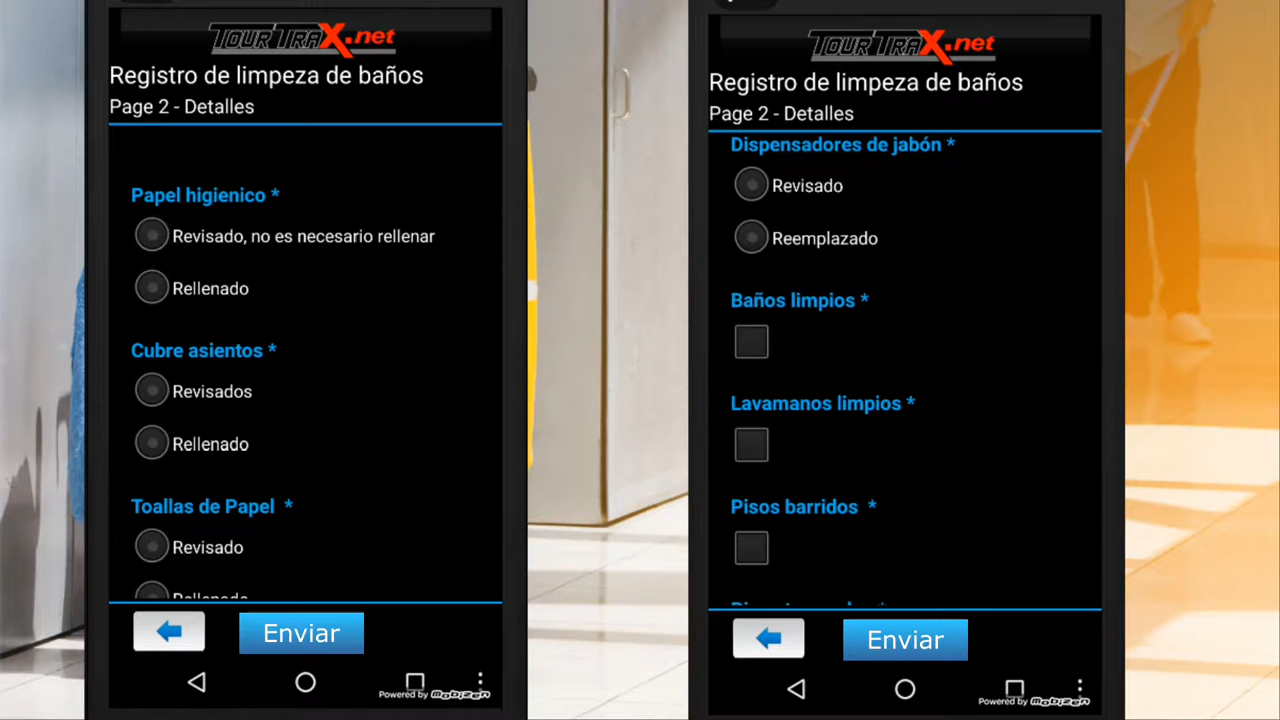 TOURTRAX.net
Registro de limpeza de baños
Page 2 - Detalles
Papel higienico *
Revisado, no es necesario rellenar
Rellenado
Cubre asientos *
Revisados
Rellenado
Toallas de Papel *
Revisado
Rellenado
Enviar
Powered by Mobizen
TOURTRAX.net
Registro de limpeza de baños
Page 2 - Detalles
Dispensadores de jabón *
Revisado
Reemplazado
Baños limpios *
Lavamanos limpios *
Pisos barridos *
Enviar
Powered by Mobizen